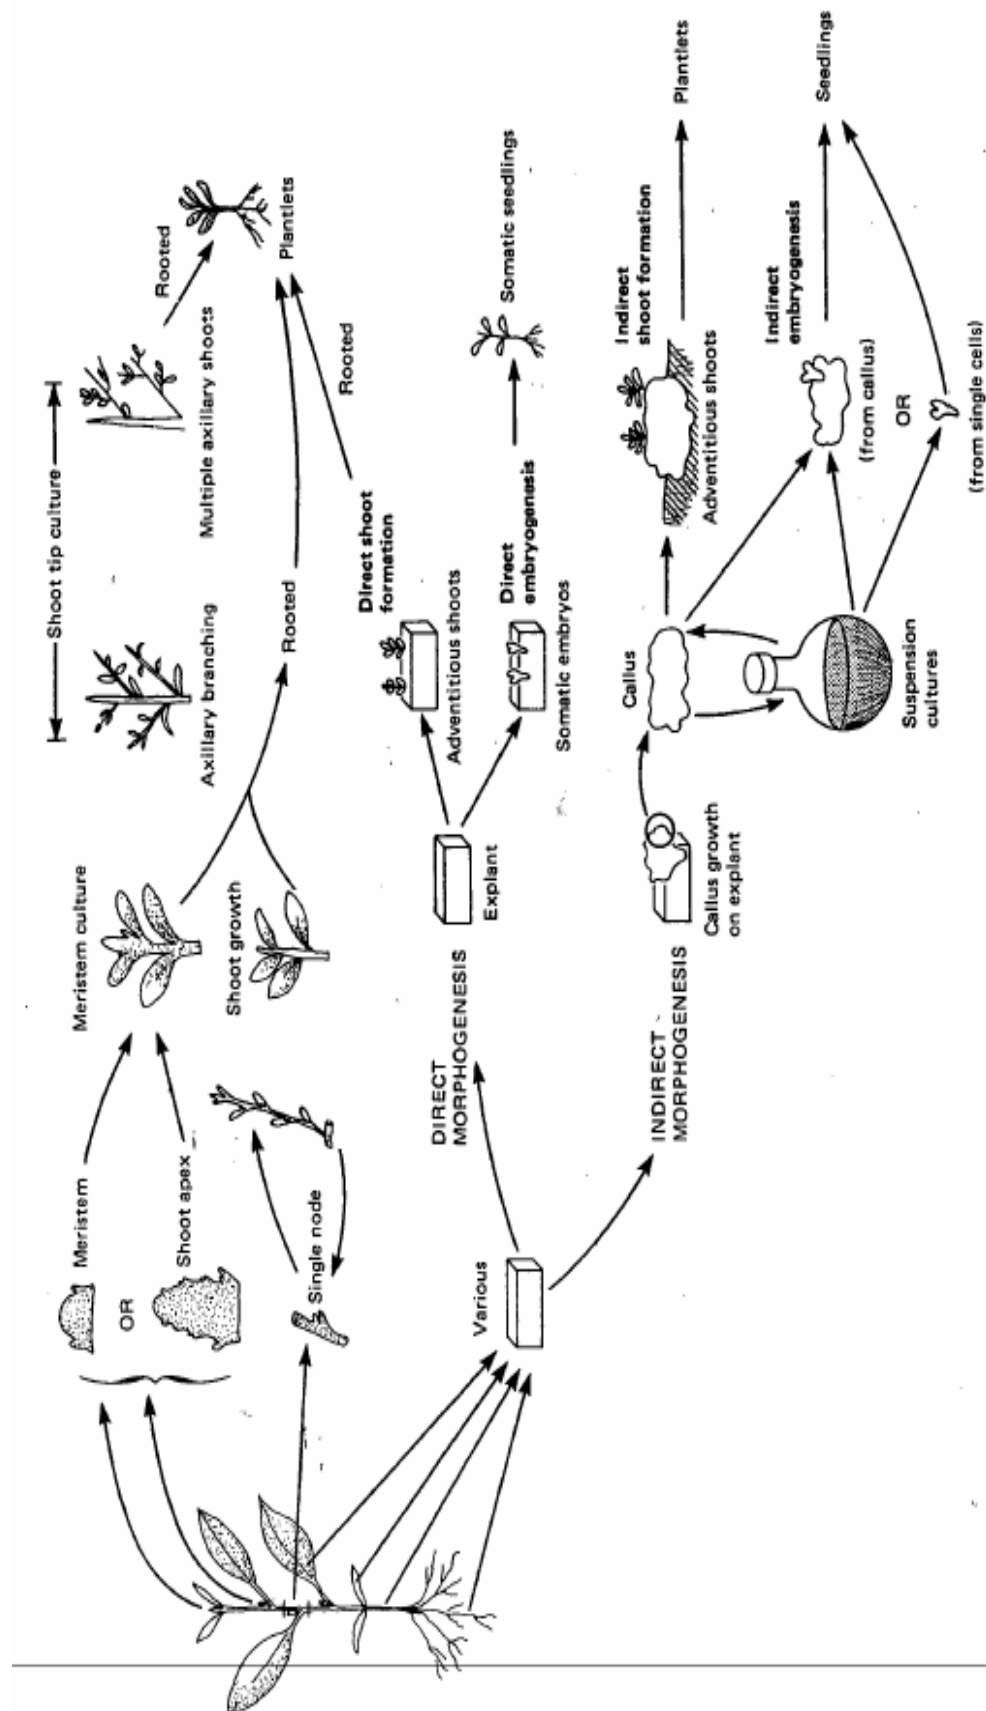 Shoot tip culture
Meristem
OR
Shoot apex
Meristem culture
Axillary branching
Multiple axillary shoots
Rooted
Single node
Shoot growth
Rooted
Plantlets
Rooted
Various
DIRECT
MORPHOGENESIS
Explant
Direct shoot
formation
Adventitious shoots
Direct
embryogenesis
Somatic embryos
Somatic seedlings
INDIRECT
MORPHOGENESIS
Callus growth
on explant
Callus
Suspension
cultures
Indirect
shoot formation
Adventitious shoots
Plantlets
Indirect
embryogenesis
(from callus)
OR
(from single cells)
Seedlings